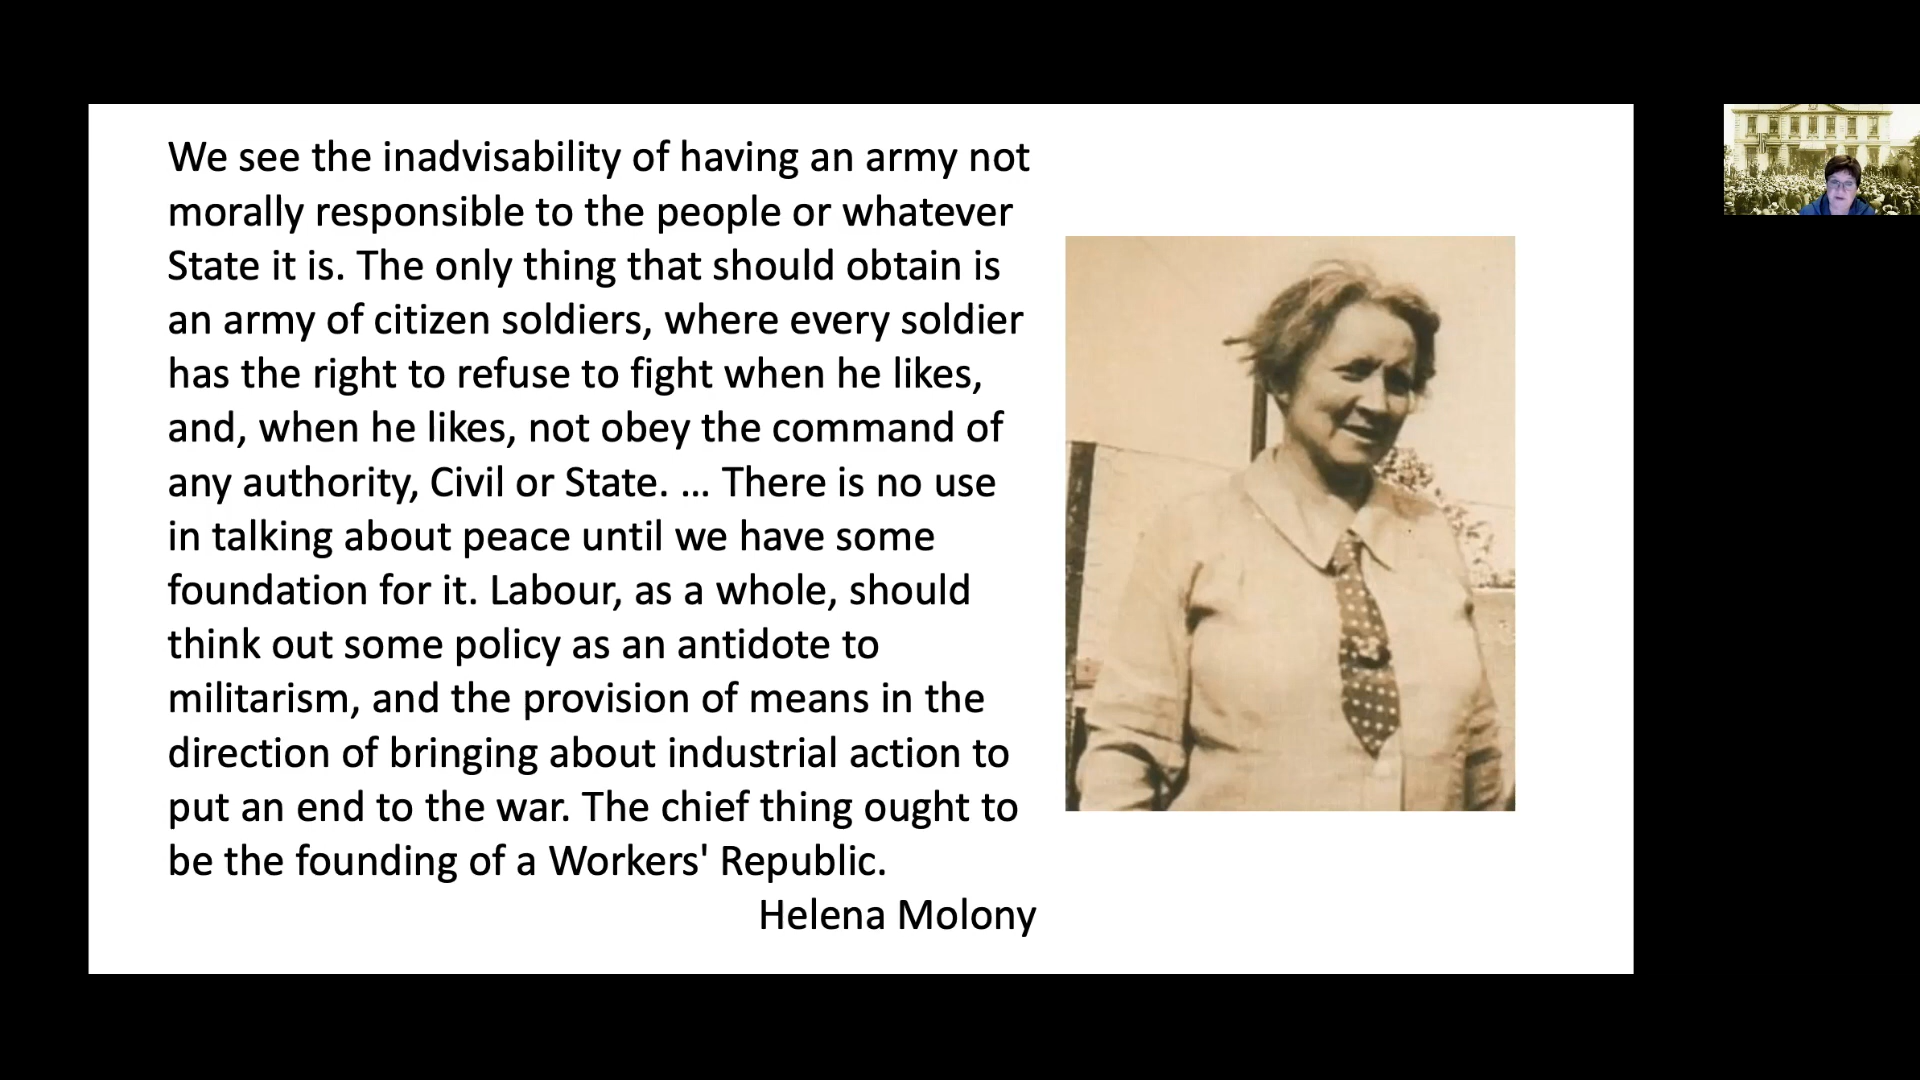 We see the inadvisability of having an army not
morally responsible to the people or whatever
State it is. The only thing that should obtain is
an army of citizen soldiers, where every soldier
has the right to refuse to fight when he likes,
and, when he likes, not obey the command of
any authority, Civil or State. ... There is no use
in talking about peace until we have some
foundation for it. Labour, as a whole, should
think out some policy as an antidote to
militarism, and the provision of means in the
direction of bringing about industrial action to
put an end to the war. The chief thing ought to
be the founding of a Workers' Republic.
Helena Molony